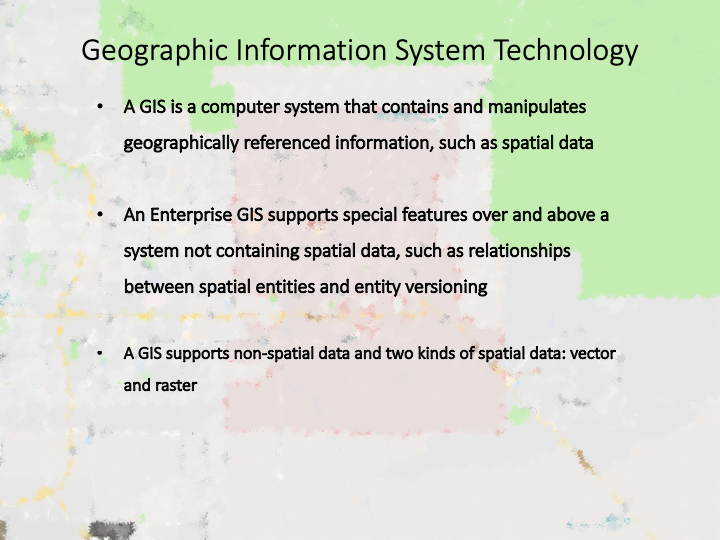 Geographic Information System Technology
• A GIS is a computer system that contains and manipulates
geographically referenced information, such as spatial data
• An Enterprise GIS supports special features over and above a
system not containing spatial data, such as relationships
between spatial entities and entity versioning
• A GIS supports non-spatial data and two kinds of spatial data: vector
and raster